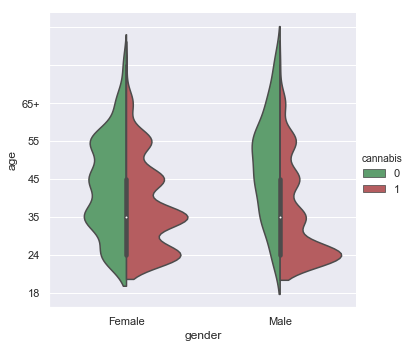 65+
55
45
35
24
18
age
Female
Male
gender
cannabis
0
1